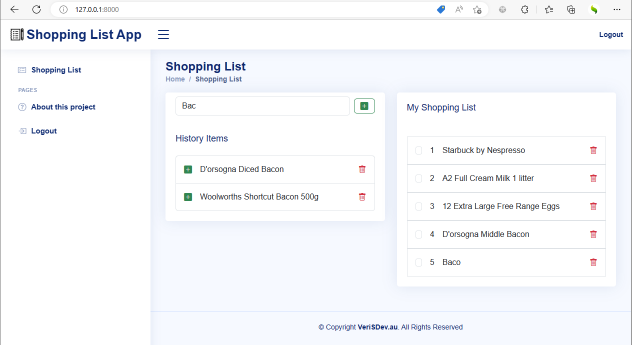 127.0.0.1:8000
Shopping List App
Logout
Shopping List
PAGES
About this project
Logout
Shopping List
Home / Shopping List
Bac
History Items
D'orsogna Diced Bacon
Woolworths Shortcut Bacon 500g
My Shopping List
1 Starbuck by Nespresso
2 A2 Full Cream Milk 1 litter
3 12 Extra Large Free Range Eggs
4 D'orsogna Middle Bacon
5 Baco
© Copyright VeriSDev.au. All Rights Reserved